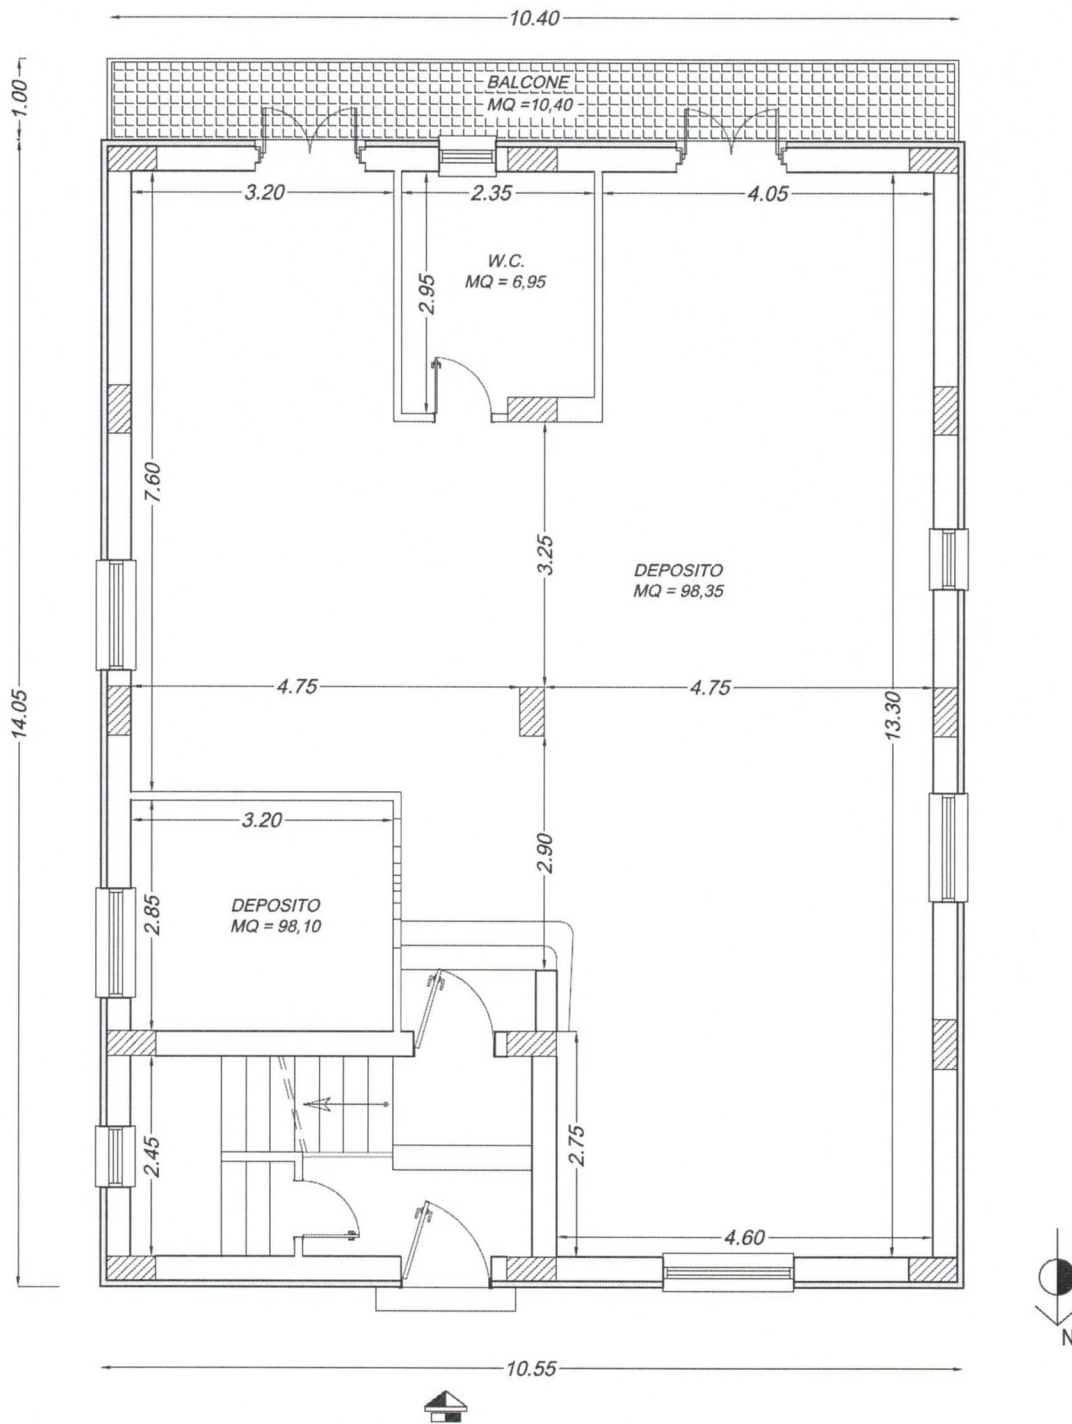 10.40
1.00
BALCONE
MQ =10,40
3.20
2.35
4.05
W.C.
MQ = 6,95
2.95
7.60
3.25
DEPOSITO
MQ = 98,35
14.05
4.75
4.75
13.30
3.20
2.90
2.85
DEPOSITO
MQ = 98,10
2.45
2.75
4.60
N
10.55